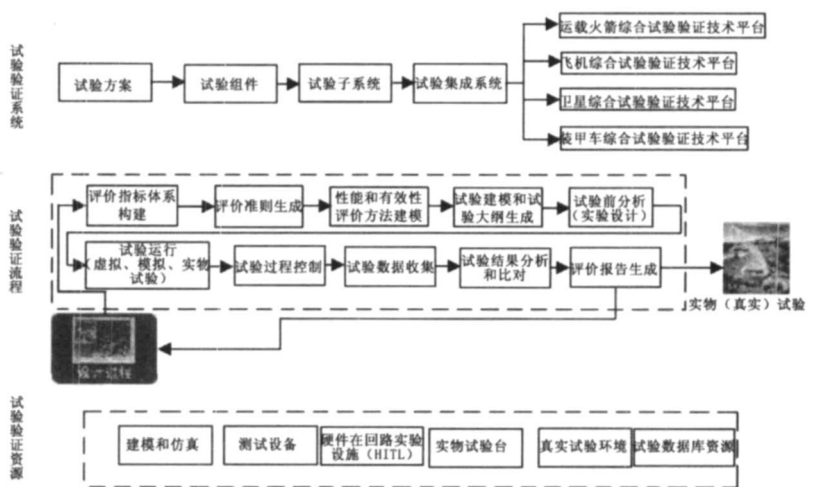 试验验证系统
试验方案
试验组件
试验子系统
试验集成系统
运载火箭综合试验验证技术平台
飞机综合试验验证技术平台
卫星综合试验验证技术平台
装甲车综合试验验证技术平台
试验验证流程
评价指标体系
构建
评价准则生成
性能和有效性
评价方法建模
试验建模和试
验大纲生成
试验前分析
(实验设计)
试验运行
(虚拟、模拟、实物
试验)
试验过程控制
试验数据收集
试验结果分析
和比对
评价报告生成
实物(真实)试验
设计过程
试验验证资源
建模和仿真
测试设备
硬件在回路实验
设施(HITL)
实物试验台
真实试验环境
试验数据库资源